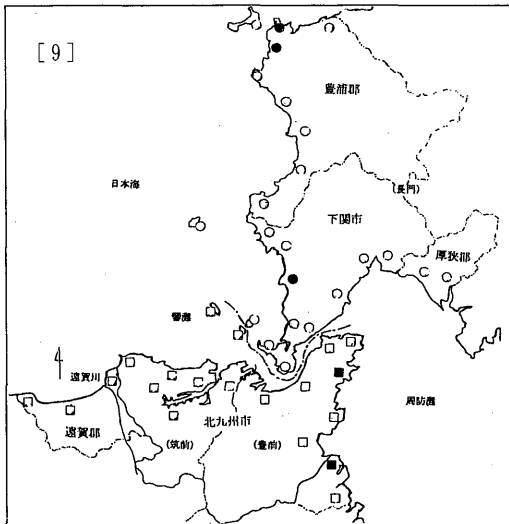 [9]
豊浦郡
日本海
(長門)
下関市
厚狭郡
響灘
遠賀川
周防灘
北九州市
遠賀郡
(筑前)
(豊前)